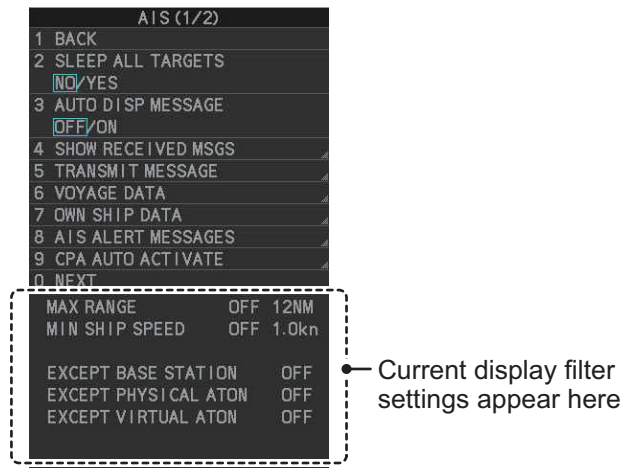 AIS(1/2)
1 BACK
2 SLEEP ALL TARGETS
NO/YES
3 AUTO DISP MESSAGE
OFF/ON
4 SHOW RECEIVED MSGS
5 TRANSMIT MESSAGE
6 VOYAGE DATA
7 OWN SHIP DATA
8 AIS ALERT MESSAGES
9 CPA AUTO ACTIVATE
0 NEXT
MAX RANGE OFF 12NM
MIN SHIP SPEED OFF 1.0kn
EXCEPT BASE STATION OFF
EXCEPT PHYSICAL ATON OFF
EXCEPT VIRTUAL ATON OFF
Current display filter
settings appear here